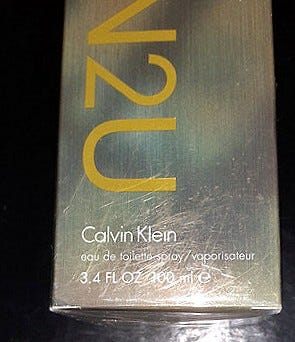 N2U
Calvin Klein
eau de toilette spray/vaporisateur
3.4 FL OZ 100 ml ℮